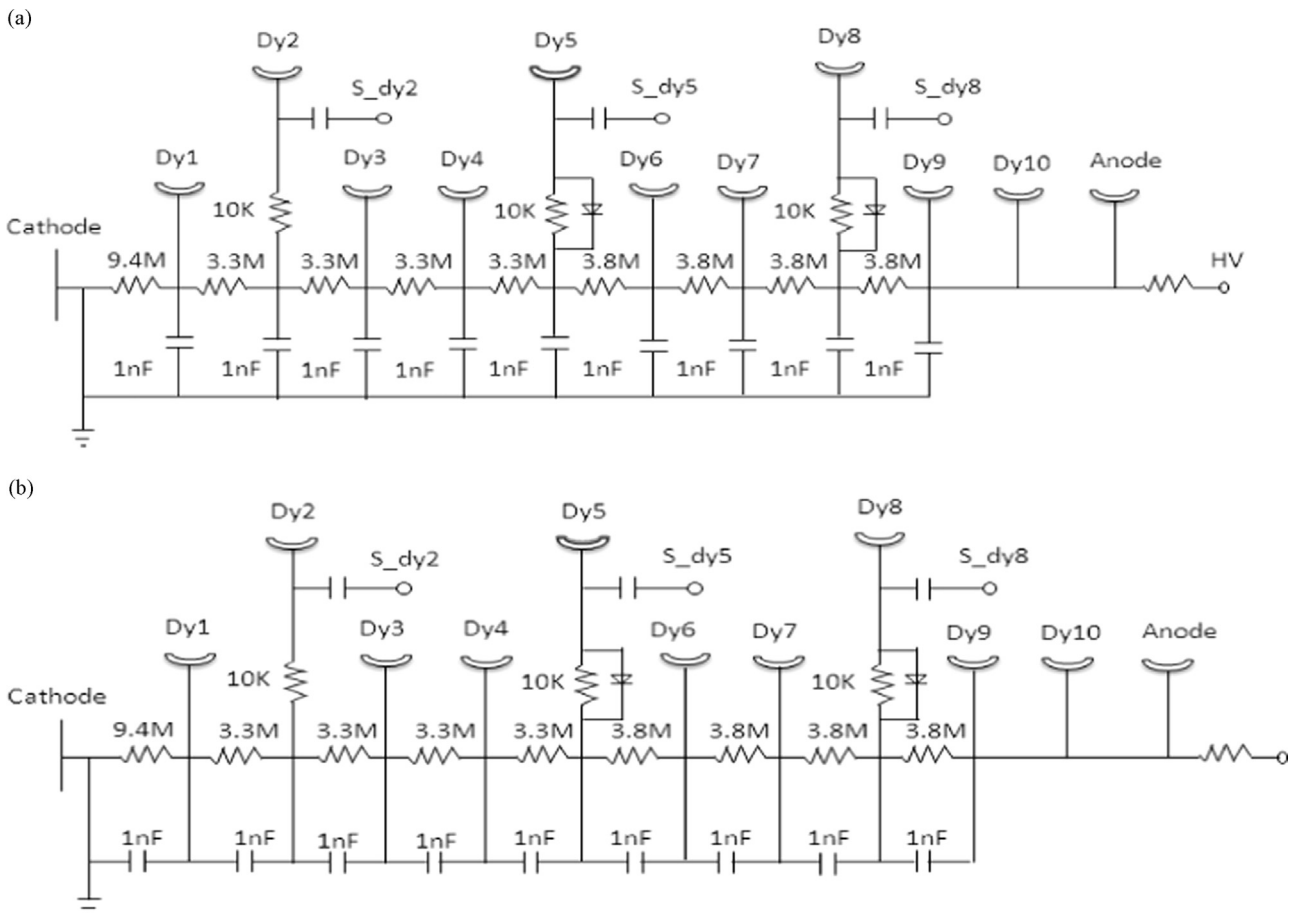 (a)
Dy2 Dy5 Dy8
S_dy2 S_dy5 S_dy8
Dy1 Dy3 Dy4 Dy6 Dy7 Dy9 Dy10 Anode
10K 10K 10K
Cathode
9.4M 3.3M 3.3M 3.3M 3.3M 3.8M 3.8M 3.8M 3.8M HV
1nF 1nF 1nF 1nF 1nF 1nF 1nF 1nF 1nF
(b)
Dy2 Dy5 Dy8
S_dy2 S_dy5 S_dy8
Dy1 Dy3 Dy4 Dy6 Dy7 Dy9 Dy10 Anode
10K 10K 10K
Cathode
9.4M 3.3M 3.3M 3.3M 3.3M 3.8M 3.8M 3.8M 3.8M
1nF 1nF 1nF 1nF 1nF 1nF 1nF 1nF 1nF